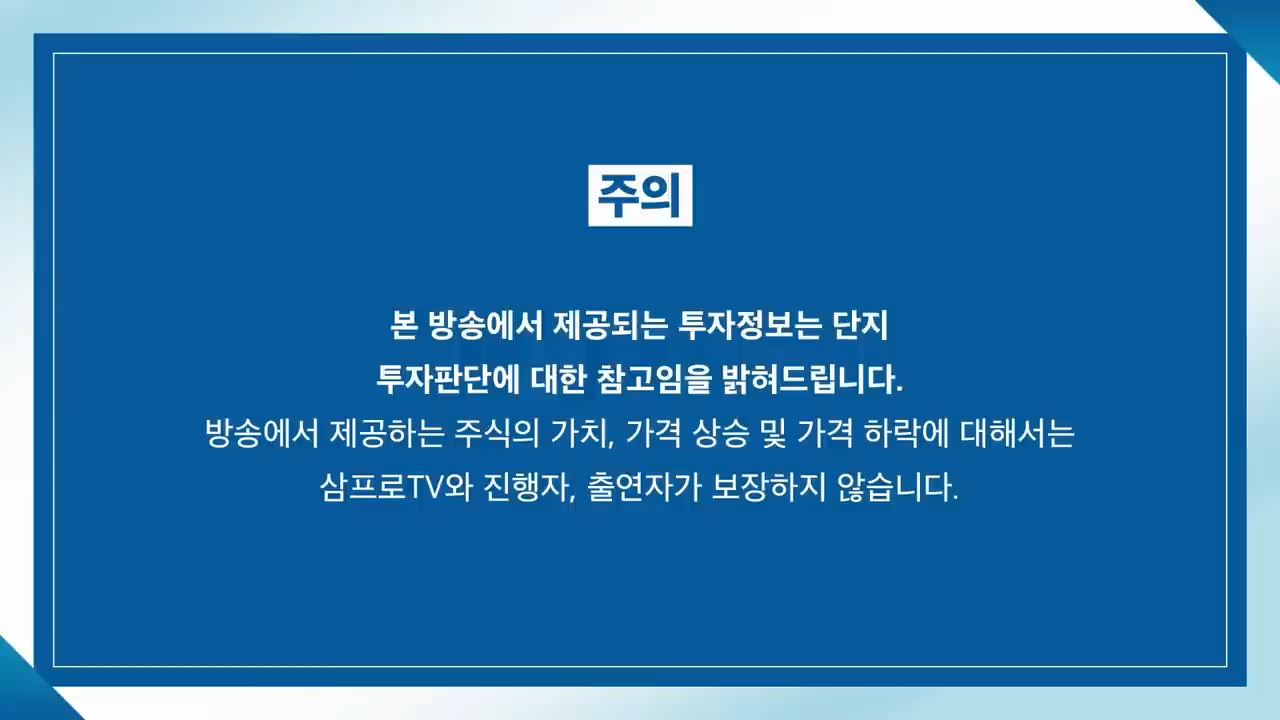 주의
본 방송에서 제공되는 투자정보는 단지
투자판단에 대한 참고임을 밝혀드립니다.
방송에서 제공하는 주식의 가치, 가격 상승 및 가격 하락에 대해서는
삼프로TV와 진행자, 출연자가 보장하지 않습니다.